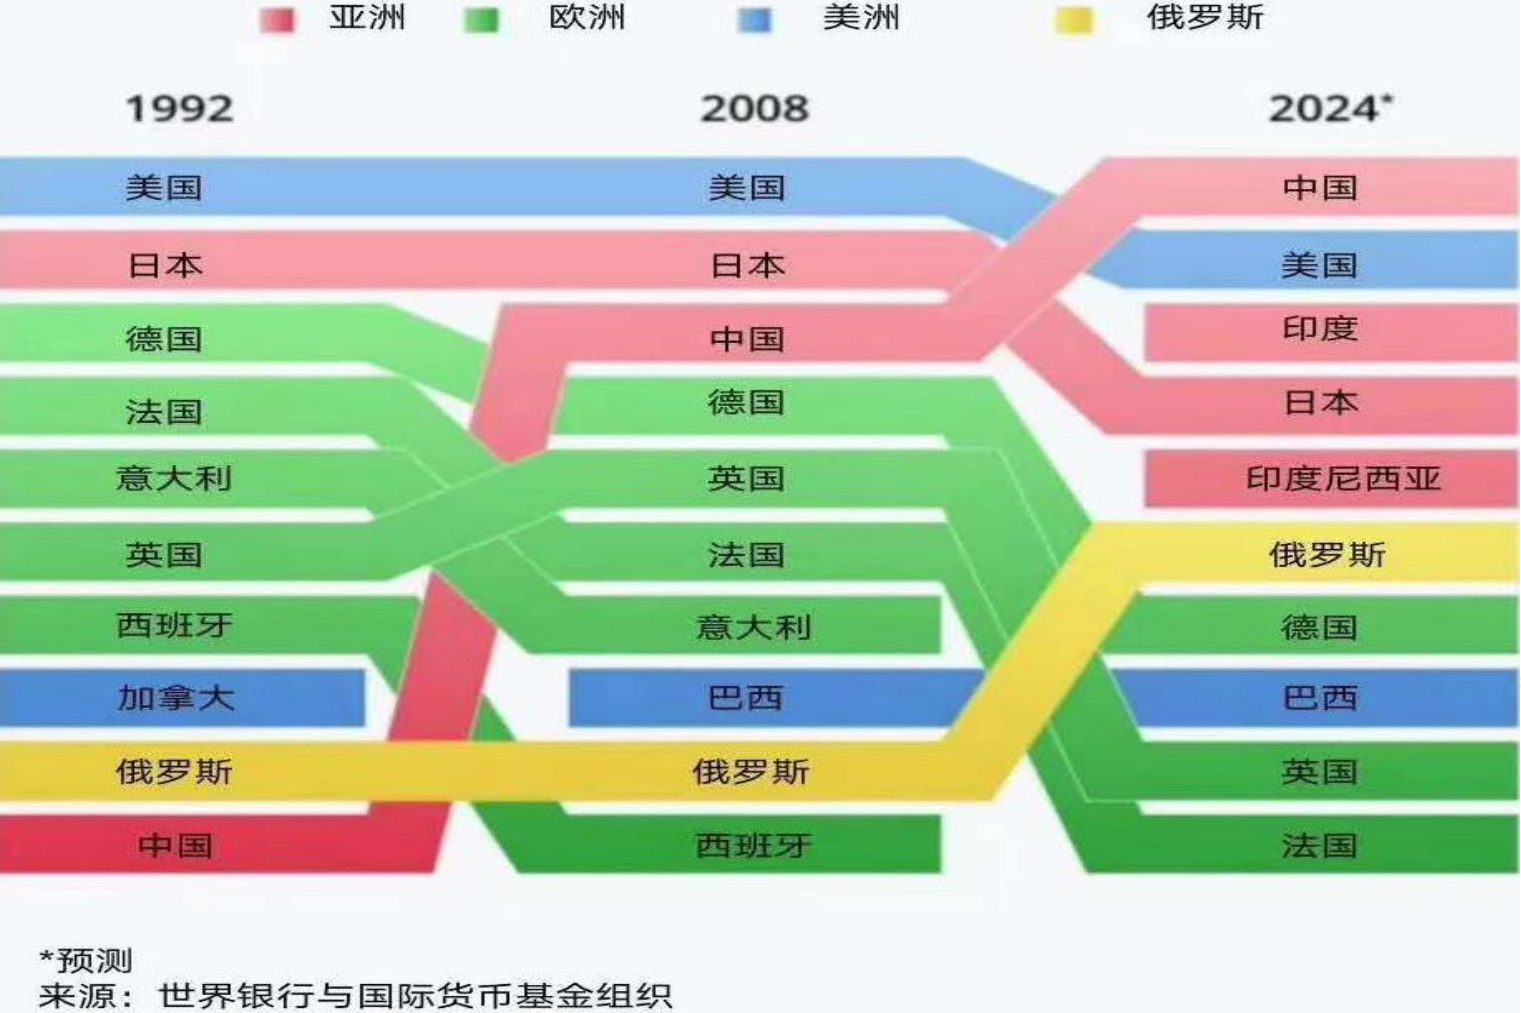 亚洲 欧洲 美洲 俄罗斯
1992 2008 2024*
美国 美国 中国
日本 日本 美国
德国 中国 印度
法国 德国 日本
意大利 英国 印度尼西亚
英国 法国 俄罗斯
西班牙 意大利 德国
加拿大 巴西 巴西
俄罗斯 俄罗斯 英国
中国 西班牙 法国
*预测
来源：世界银行与国际货币基金组织